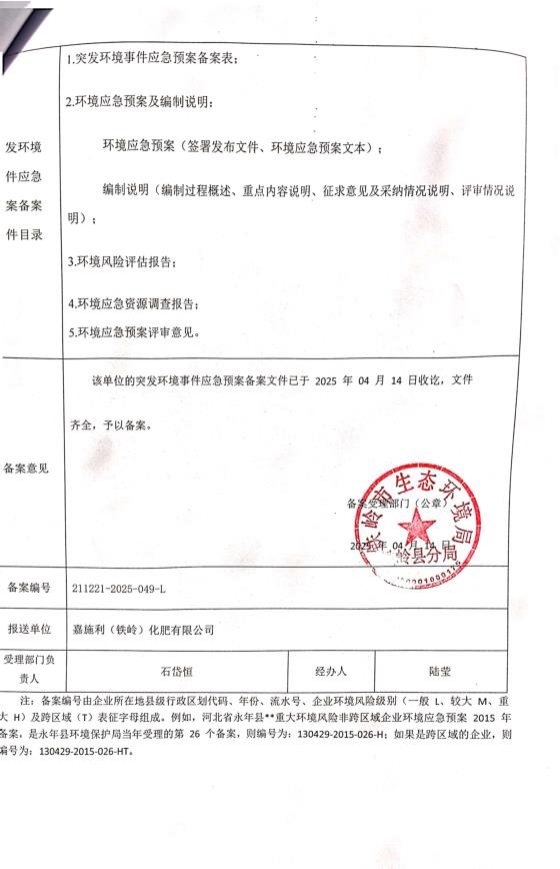 1.突发环境事件应急预案备案表；
2.环境应急预案及编制说明：
发环境
环境应急预案（签署发布文件、环境应急预案文本）；
件应急
编制说明（编制过程概述、重点内容说明、征求意见及采纳情况说明、评审情况说
案备案
明）；
件目录
3.环境风险评估报告；
4.环境应急资源调查报告；
5.环境应急预案评审意见。
该单位的突发环境事件应急预案备案文件已于 2025 年 04 月 14 日收讫，文件
齐全，予以备案。
备案意见
备案受理部门（公章）
2025 年 04 月 14 日
铁岭市生态环境局
铁岭县分局
备案编号
211221-2025-049-L
报送单位
嘉施利（铁岭）化肥有限公司
受理部门负
责人
石岱恒
经办人
陆莹
注：备案编号由企业所在地县级行政区划代码、年份、流水号、企业环境风险级别（一般 L、较大 M、重
大 H）及跨区域（T）表征字母组成。例如，河北省永年县**重大环境风险非跨区域企业环境应急预案 2015 年
备案，是永年县环境保护局当年受理的第 26 个备案，则编号为：130429-2015-026-H；如果是跨区域的企业，则
编号为：130429-2015-026-HT。